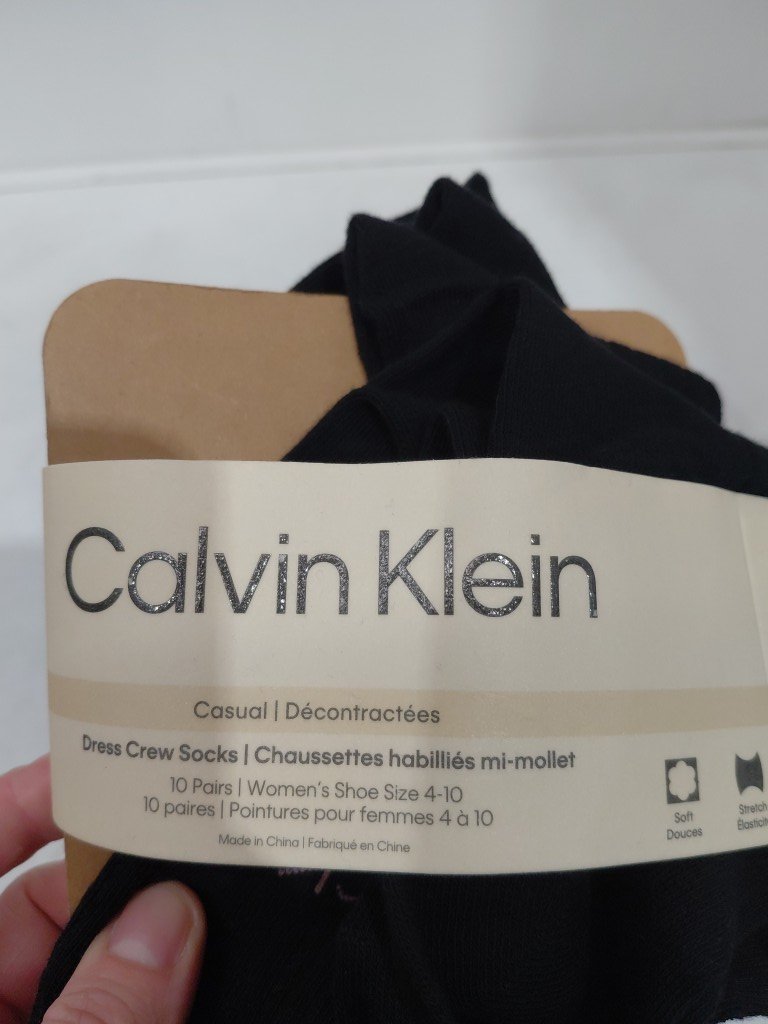 Calvin Klein
Casual | Décontractées
Dress Crew Socks | Chaussettes habilliés mi-mollet
10 Pairs | Women's Shoe Size 4-10
10 paires | Pointures pour femmes 4 à 10
Made in China | Fabriqué en Chine
Soft
Douces
Stretch